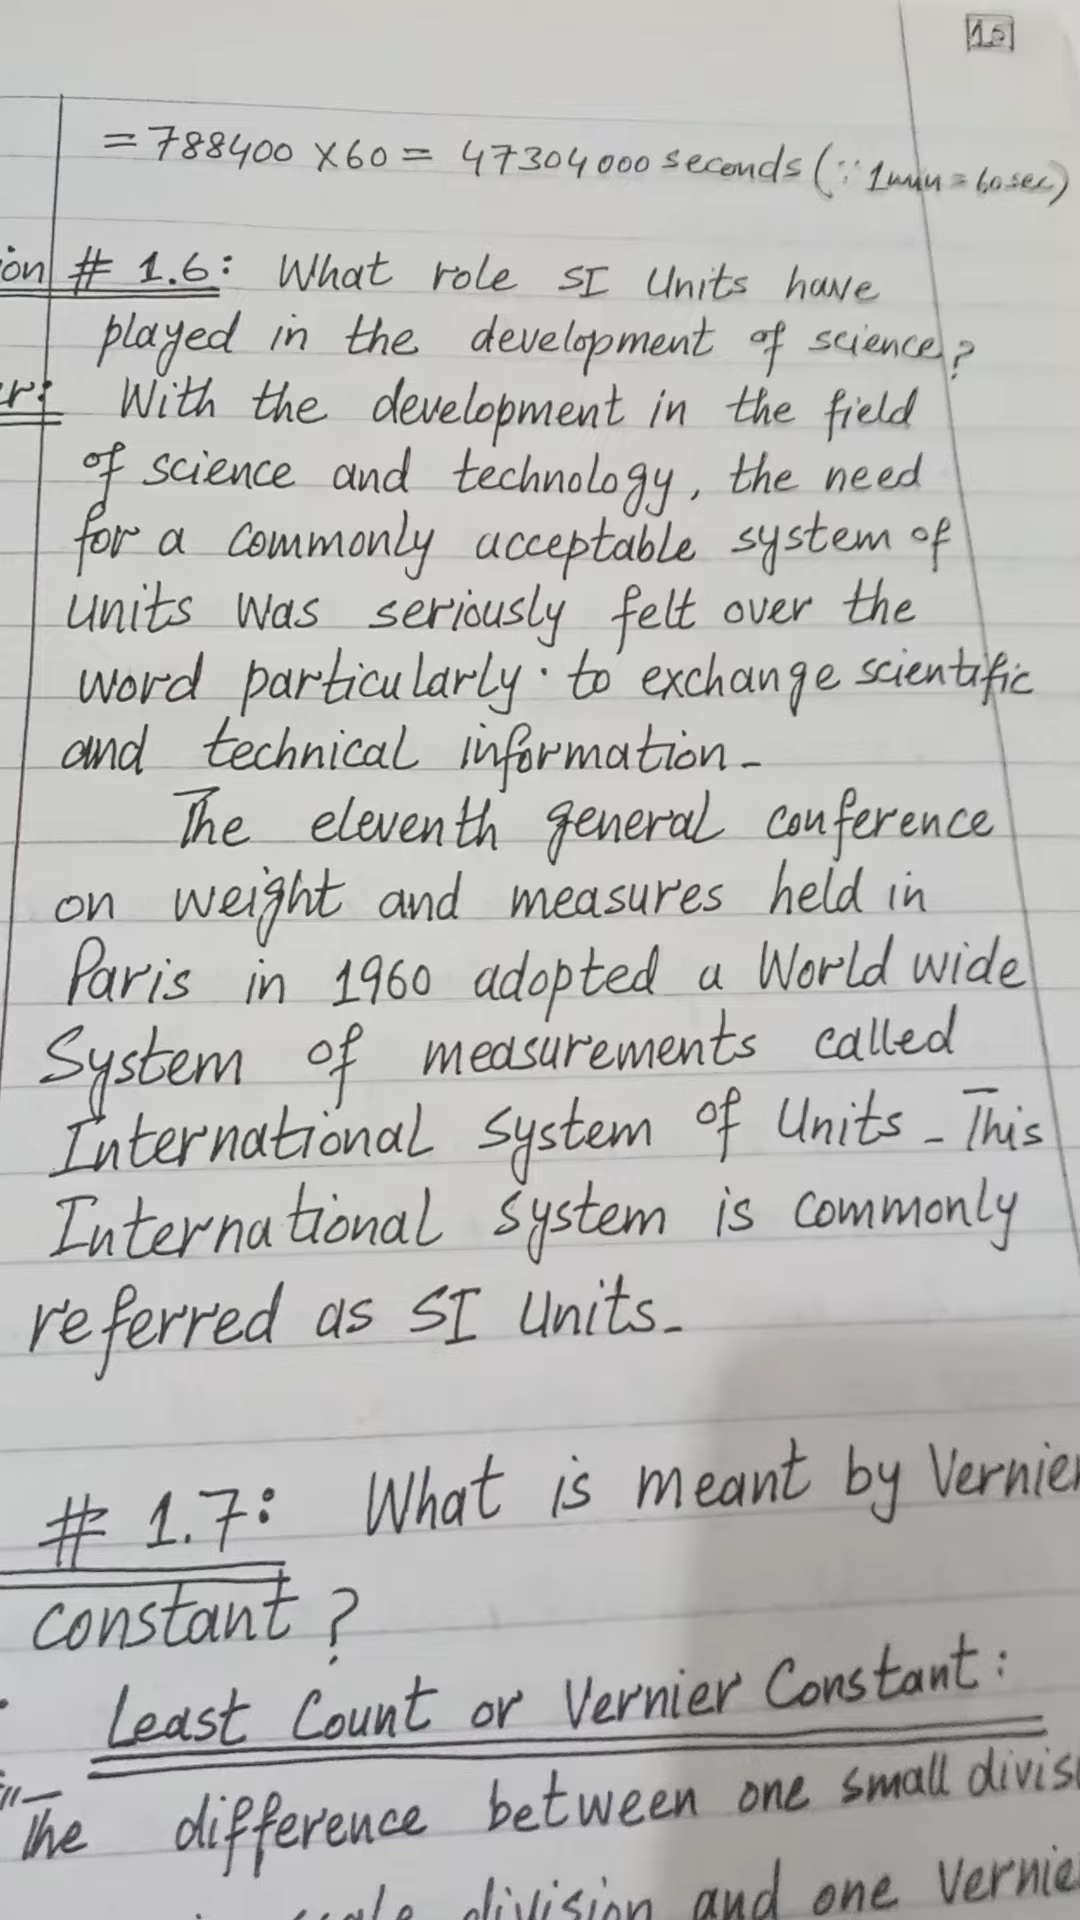 15
= 788400 X60 = 47304000 seconds (∵ 1min = 60sec)
ion # 1.6: What role SI Units have
played in the development of science?
er: With the development in the field
of science and technology, the need
for a commonly acceptable system of
units was seriously felt over the
word particularly. to exchange scientific
and technical information-
The eleventh general conference
on weight and measures held in
Paris in 1960 adopted a World wide
System of measurements called
International system of Units - This
International system is commonly
referred as SI Units-
# 1.7: What is meant by Vernier
constant?
Least Count or Vernier Constant:
"The difference between one small divisi
scale division and one Vernie